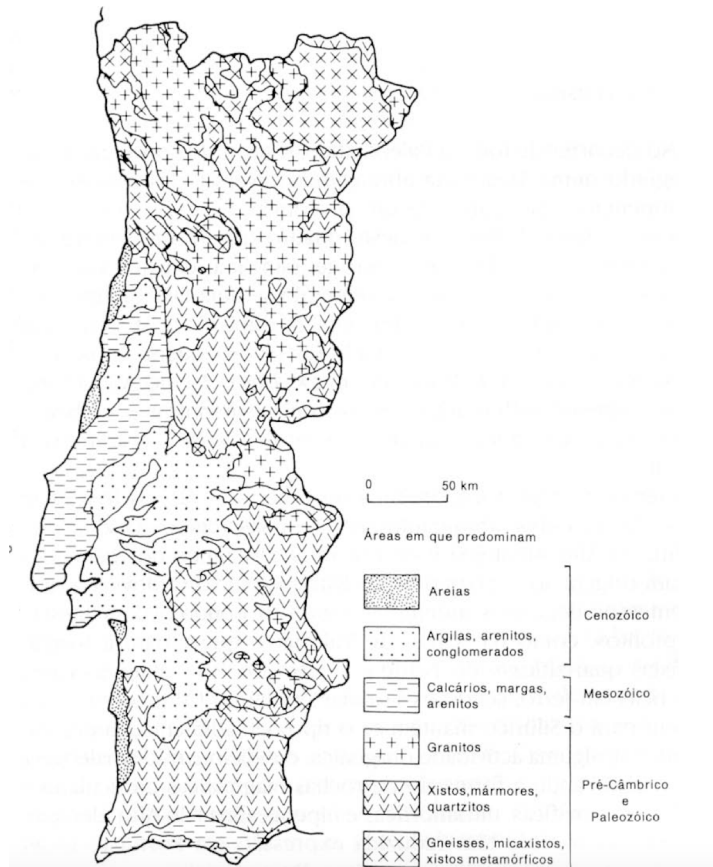 0 50 km
Áreas em que predominam
Areias
Argilas, arenitos,
conglomerados
Cenozóico
Calcários, margas,
arenitos
Mesozóico
Granitos
Xistos, mármores,
quartzitos
Gneisses, micaxistos,
xistos metamórficos
Pré-Câmbrico
e
Paleozóico